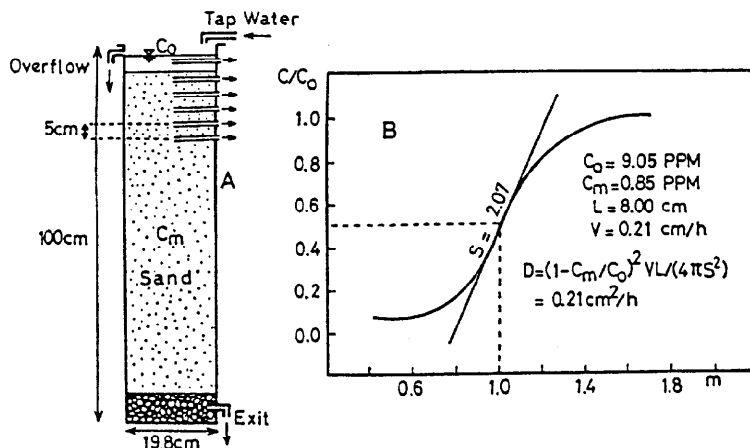 Tap Water
C₀
Overflow
5cm
A
100cm
Cm
Sand
Exit
19.8cm
C/C₀
B
1.0
0.8
0.6
0.4
0.2
0.0
S = 2.07
C₀ = 9.05 PPM
Cm = 0.85 PPM
L = 8.00 cm
V = 0.21 cm/h
D=(1-Cm/C₀)² VL/(4πS²)
= 0.21cm²/h
0.6 1.0 1.4 1.8 m